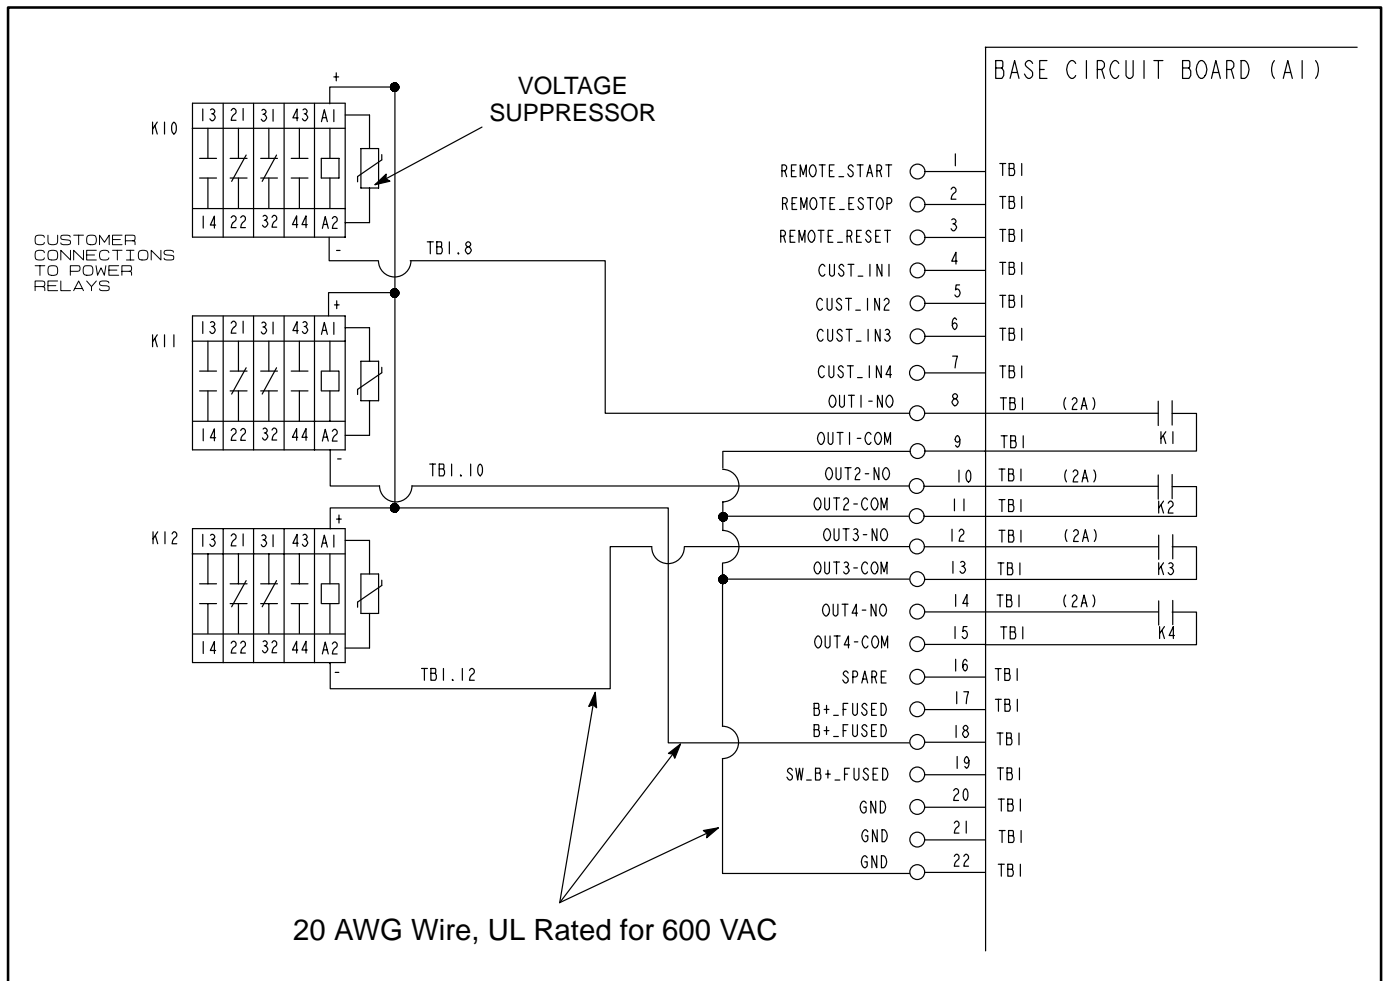 BASE CIRCUIT BOARD (A1)
VOLTAGE
SUPPRESSOR
+
K10
13 21 31 43 A1
14 22 32 44 A2
-
TB1.8
CUSTOMER
CONNECTIONS
TO POWER
RELAYS
+
K11
13 21 31 43 A1
14 22 32 44 A2
-
TB1.10
+
K12
13 21 31 43 A1
14 22 32 44 A2
-
TB1.12
REMOTE_START 1 TB1
REMOTE_ESTOP 2 TB1
REMOTE_RESET 3 TB1
CUST_IN1 4 TB1
CUST_IN2 5 TB1
CUST_IN3 6 TB1
CUST_IN4 7 TB1
OUT1-NO 8 TB1 (2A)
K1
OUT1-COM 9 TB1
OUT2-NO 10 TB1 (2A)
K2
OUT2-COM 11 TB1
OUT3-NO 12 TB1 (2A)
K3
OUT3-COM 13 TB1
OUT4-NO 14 TB1 (2A)
K4
OUT4-COM 15 TB1
SPARE 16 TB1
B+_FUSED 17 TB1
B+_FUSED 18 TB1
SW_B+_FUSED 19 TB1
GND 20 TB1
GND 21 TB1
GND 22 TB1
20 AWG Wire, UL Rated for 600 VAC